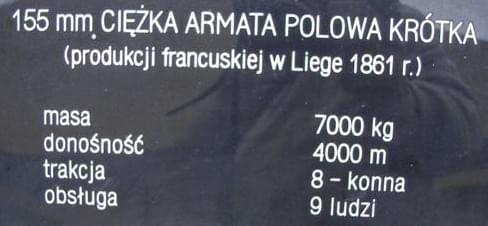 155 mm. CIĘŻKA ARMATA POLOWA KRÓTKA
(produkcji francuskiej w Liege 1861 r.)
masa 7000 kg
donośność 4000 m
trakcja 8 – konna
obsługa 9 ludzi